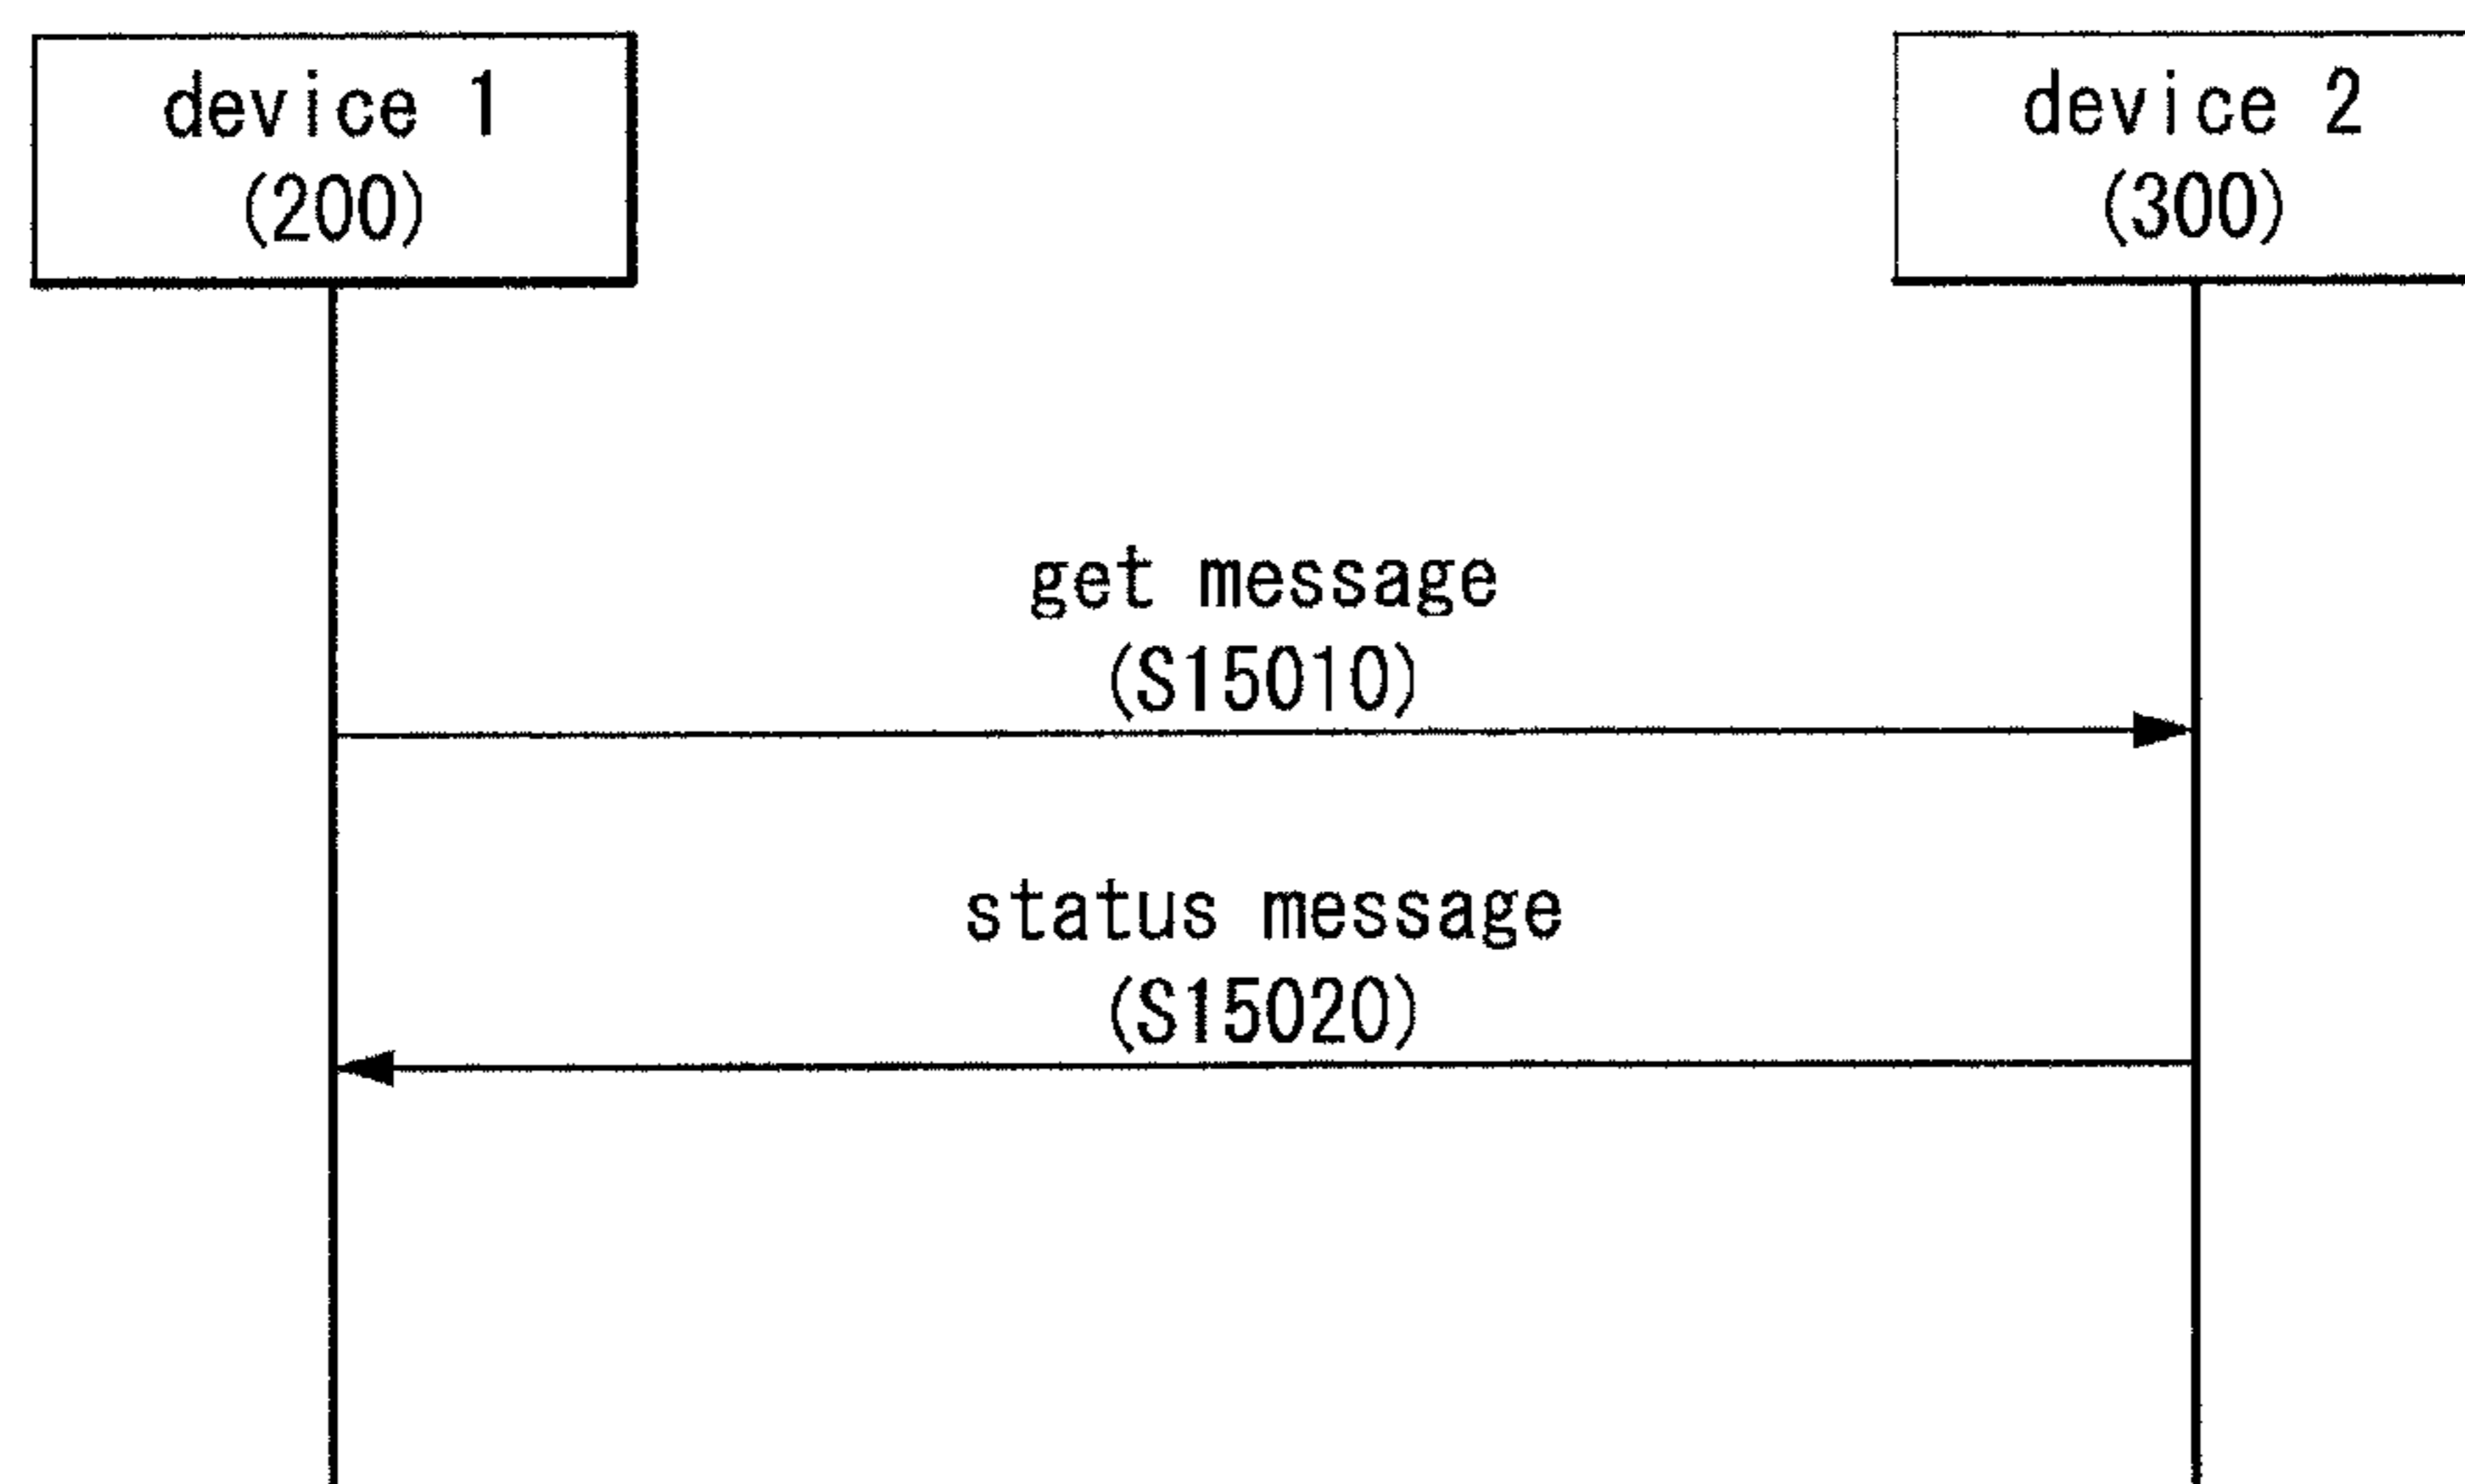 device 1
(200)
device 2
(300)
get message
(S15010)
status message
(S15020)